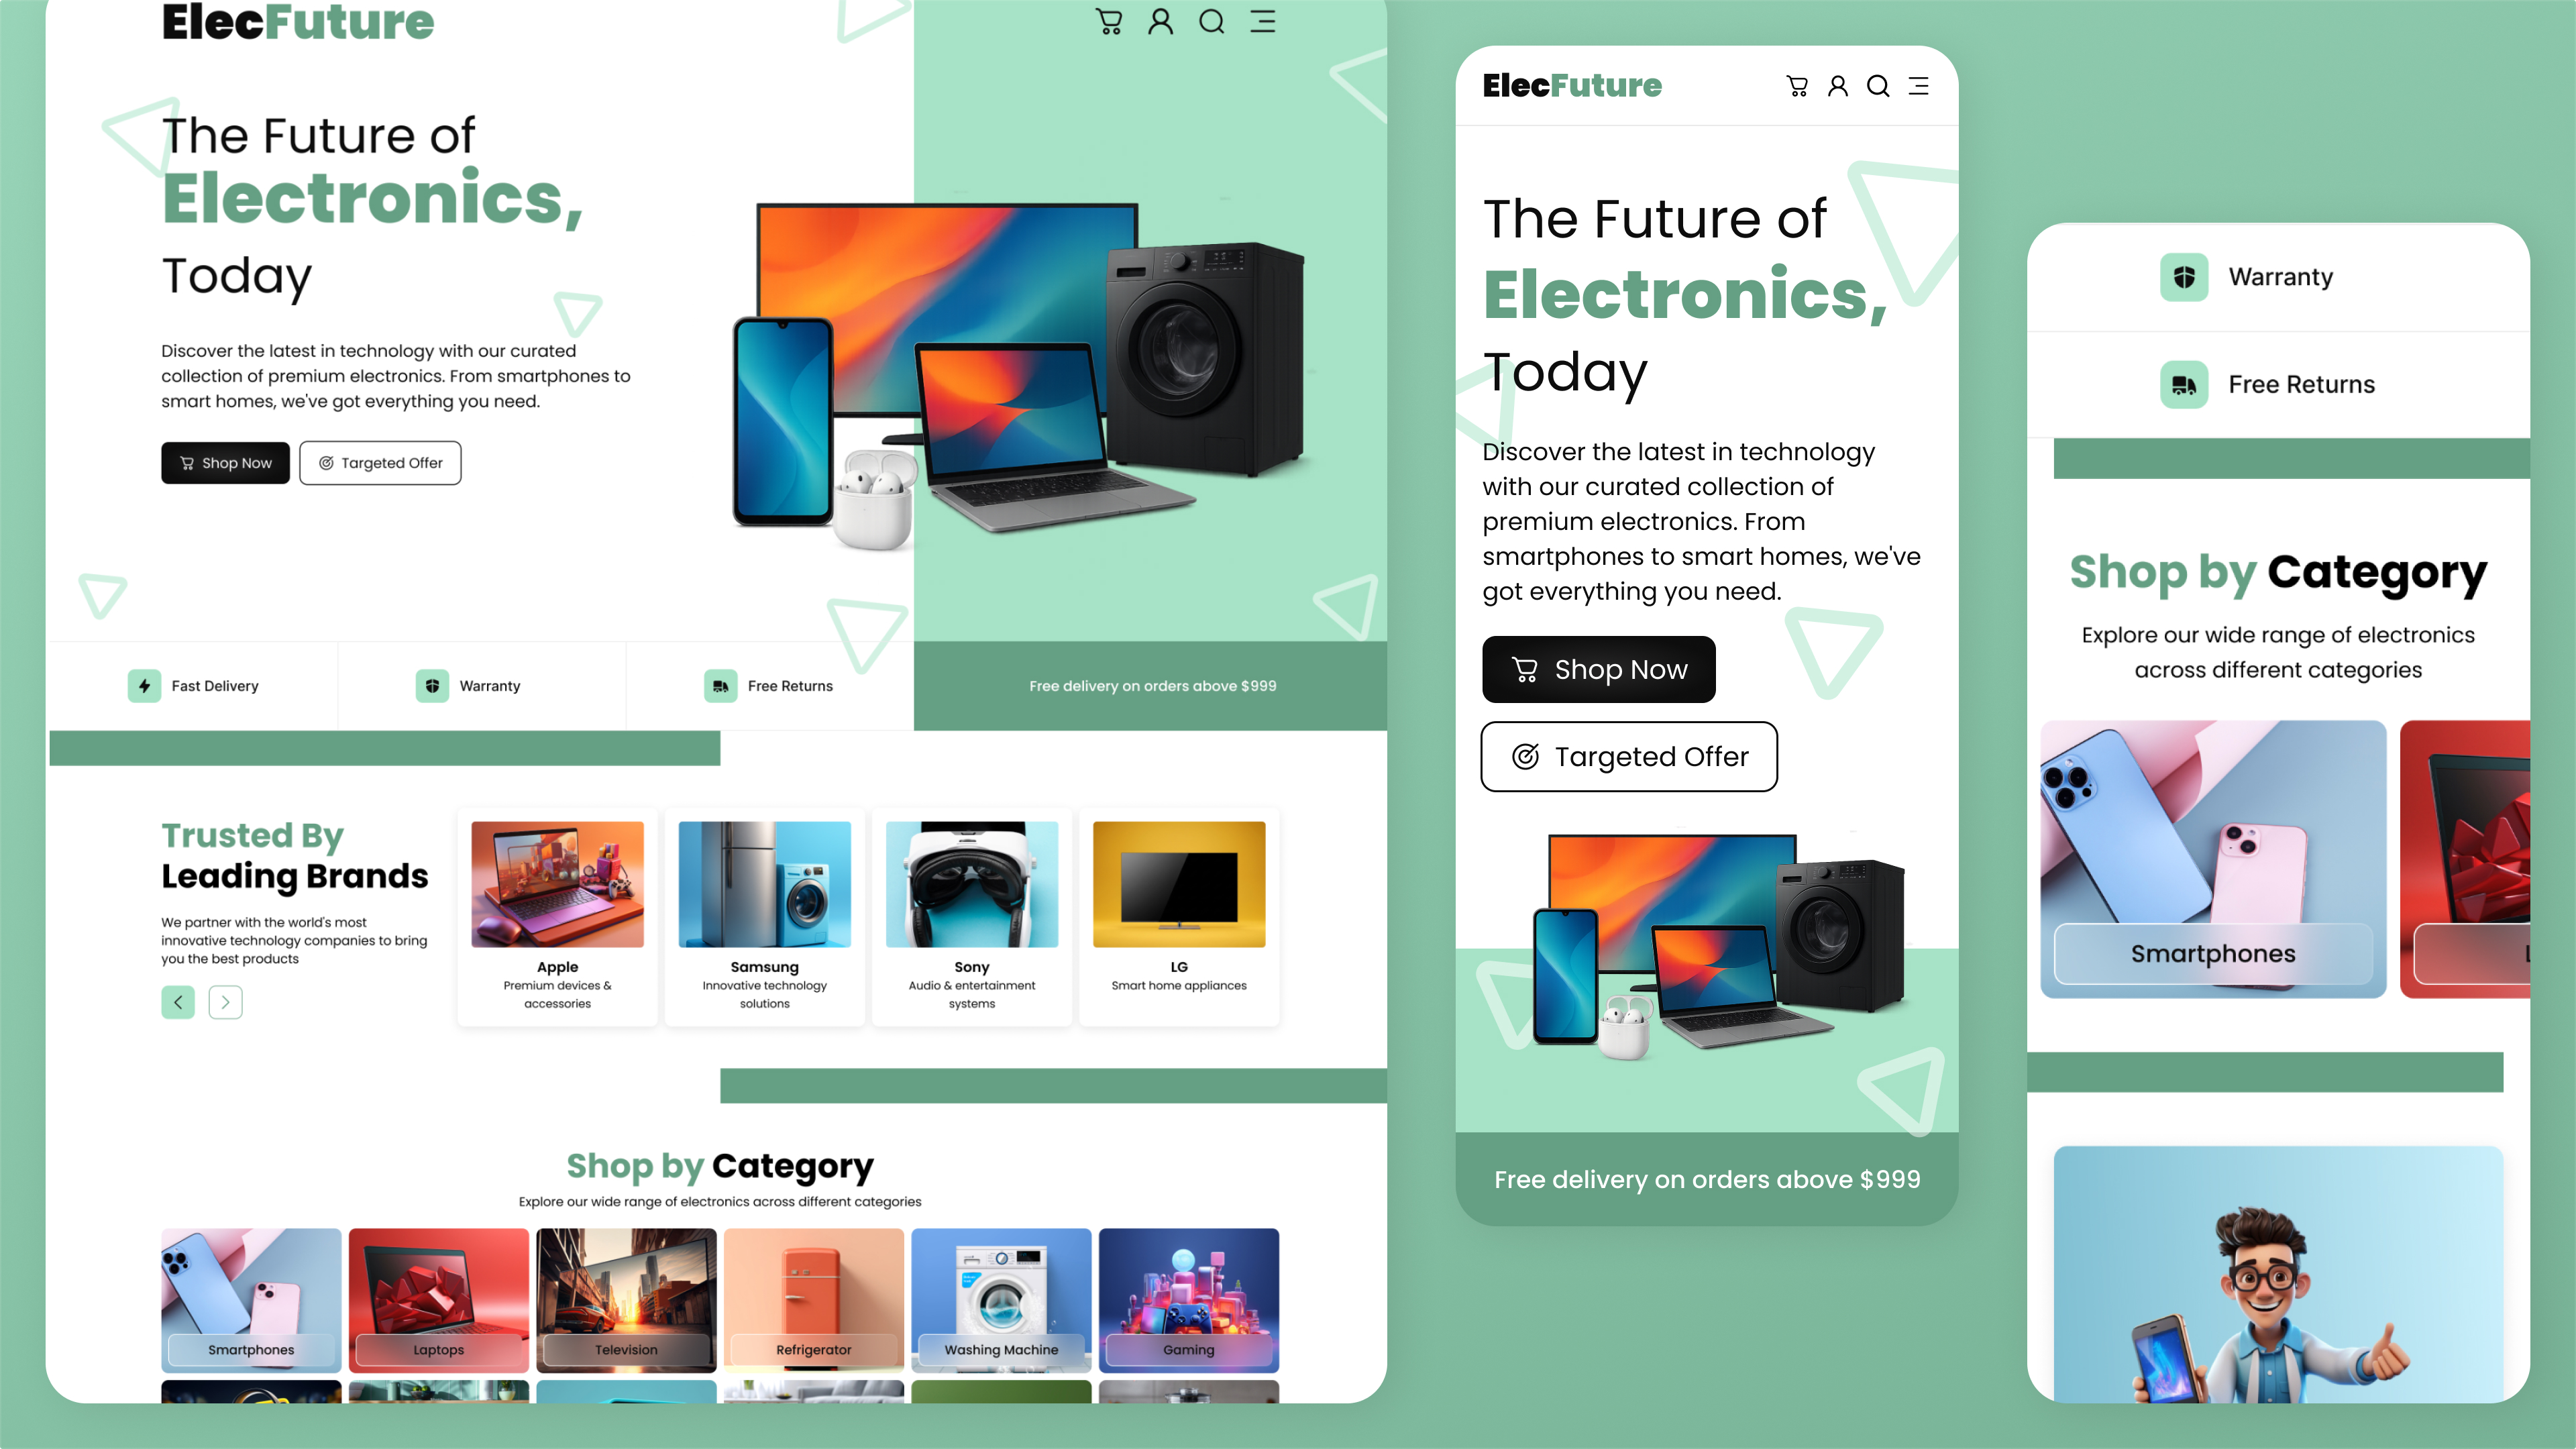 ElecFuture
The Future of
Electronics,
Today
Discover the latest in technology with our curated
collection of premium electronics. From smartphones to
smart homes, we've got everything you need.
Shop Now
Targeted Offer
Fast Delivery
Warranty
Free Returns
Free delivery on orders above $999
Trusted By
Leading Brands
We partner with the world's most
innovative technology companies to bring
you the best products
Apple
Premium devices &
accessories
Samsung
Innovative technology
solutions
Sony
Audio & entertainment
systems
LG
Smart home appliances
Shop by Category
Explore our wide range of electronics across different categories
Smartphones
Laptops
Television
Refrigerator
Washing Machine
Gaming
ElecFuture
The Future of
Electronics,
Today
Discover the latest in technology
with our curated collection of
premium electronics. From
smartphones to smart homes, we've
got everything you need.
Shop Now
Targeted Offer
Free delivery on orders above $999
Warranty
Free Returns
Shop by Category
Explore our wide range of electronics
across different categories
Smartphones